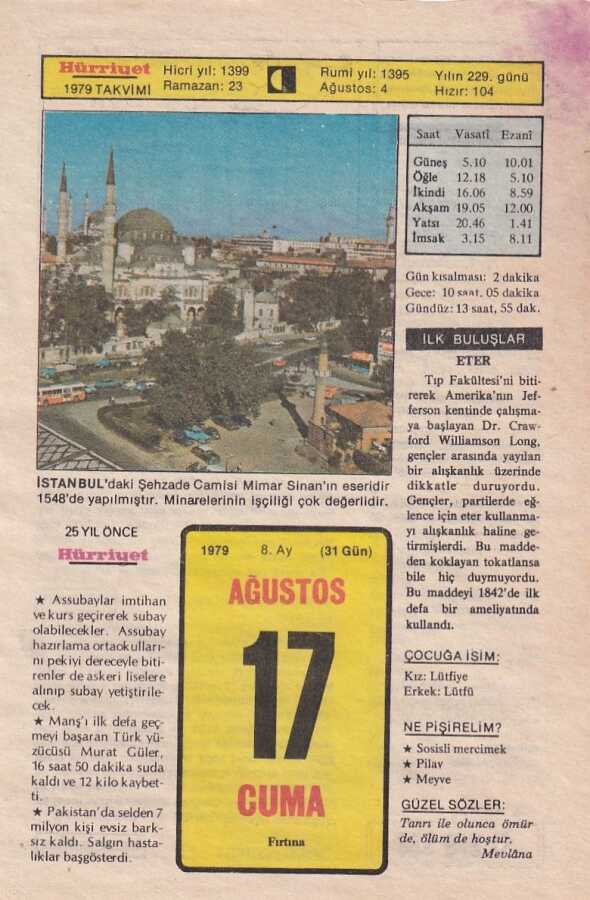 Hürriyet
1979 TAKVİMİ
Hicri yıl: 1399
Ramazan: 23
Rumi yıl: 1395
Ağustos: 4
Yılın 229. günü
Hızır: 104
Saat Vasatî Ezanî
Güneş 5.10 10.01
Öğle 12.18 5.10
İkindi 16.06 8.59
Akşam 19.05 12.00
Yatsı 20.46 1.41
İmsak 3.15 8.11
Gün kısalması: 2 dakika
Gece: 10 saat, 05 dakika
Gündüz: 13 saat, 55 dak.
İSTANBUL'daki Şehzade Camisi Mimar Sinan'ın eseridir
1548'de yapılmıştır. Minarelerinin işçiliği çok değerlidir.
İLK BULUŞLAR
ETER
Tıp Fakültesi'ni biti-
rerek Amerika'nın Jef-
ferson kentinde çalışma-
ya başlayan Dr. Craw-
ford Williamson Long,
gençler arasında yayılan
bir alışkanlık üzerinde
dikkatle duruyordu.
Gençler, partilerde eğ-
lence için eter kullanma-
yı alışkanlık haline ge-
tirmişlerdi. Bu madde-
den koklayan tokatlansa
bile hiç duymuyordu.
Bu maddeyi 1842'de ilk
defa bir ameliyatında
kullandı.
25 YIL ÖNCE
Hürriyet
★ Assubaylar imtihan
ve kurs geçirerek subay
olabilecekler. Assubay
hazırlama ortaokulları-
nı pekiyi dereceyle biti-
renler de askeri liselere
alınıp subay yetiştirile-
cek.
★ Manş'ı ilk defa geç-
meyi başaran Türk yü-
zücüsü Murat Güler,
16 saat 50 dakika suda
kaldı ve 12 kilo kaybet-
ti.
★ Pakistan'da selden 7
milyon kişi evsiz bark-
sız kaldı. Salgın hasta-
lıklar başgösterdi.
1979 8. Ay (31 Gün)
AĞUSTOS
17
CUMA
Fırtına
ÇOCUĞA İSİM:
Kız: Lütfiye
Erkek: Lütfü
NE PİŞİRELİM?
★ Sosisli mercimek
★ Pilav
★ Meyve
GÜZEL SÖZLER:
Tanrı ile olunca ömür
de, ölüm de hoştur.
Mevlâna